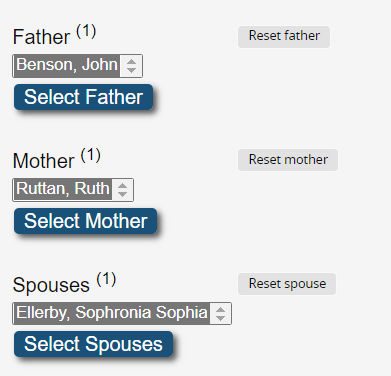 Father (1) Reset father
Benson, John
Select Father
Mother (1) Reset mother
Ruttan, Ruth
Select Mother
Spouses (1) Reset spouse
Ellerby, Sophronia Sophia
Select Spouses